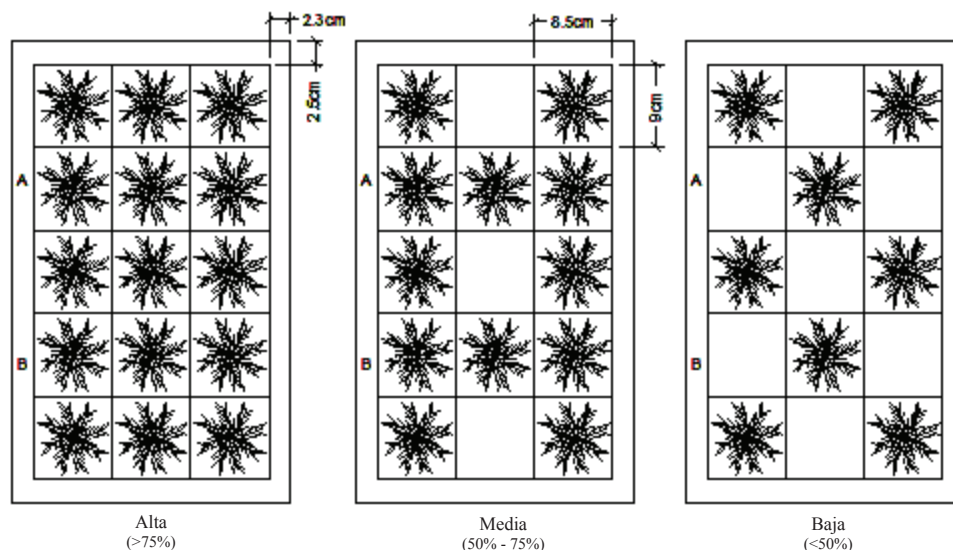 2.3cm
2.5cm
8.5cm
9cm
A
B
A
B
A
B
Alta
(>75%)
Media
(50% - 75%)
Baja
(<50%)